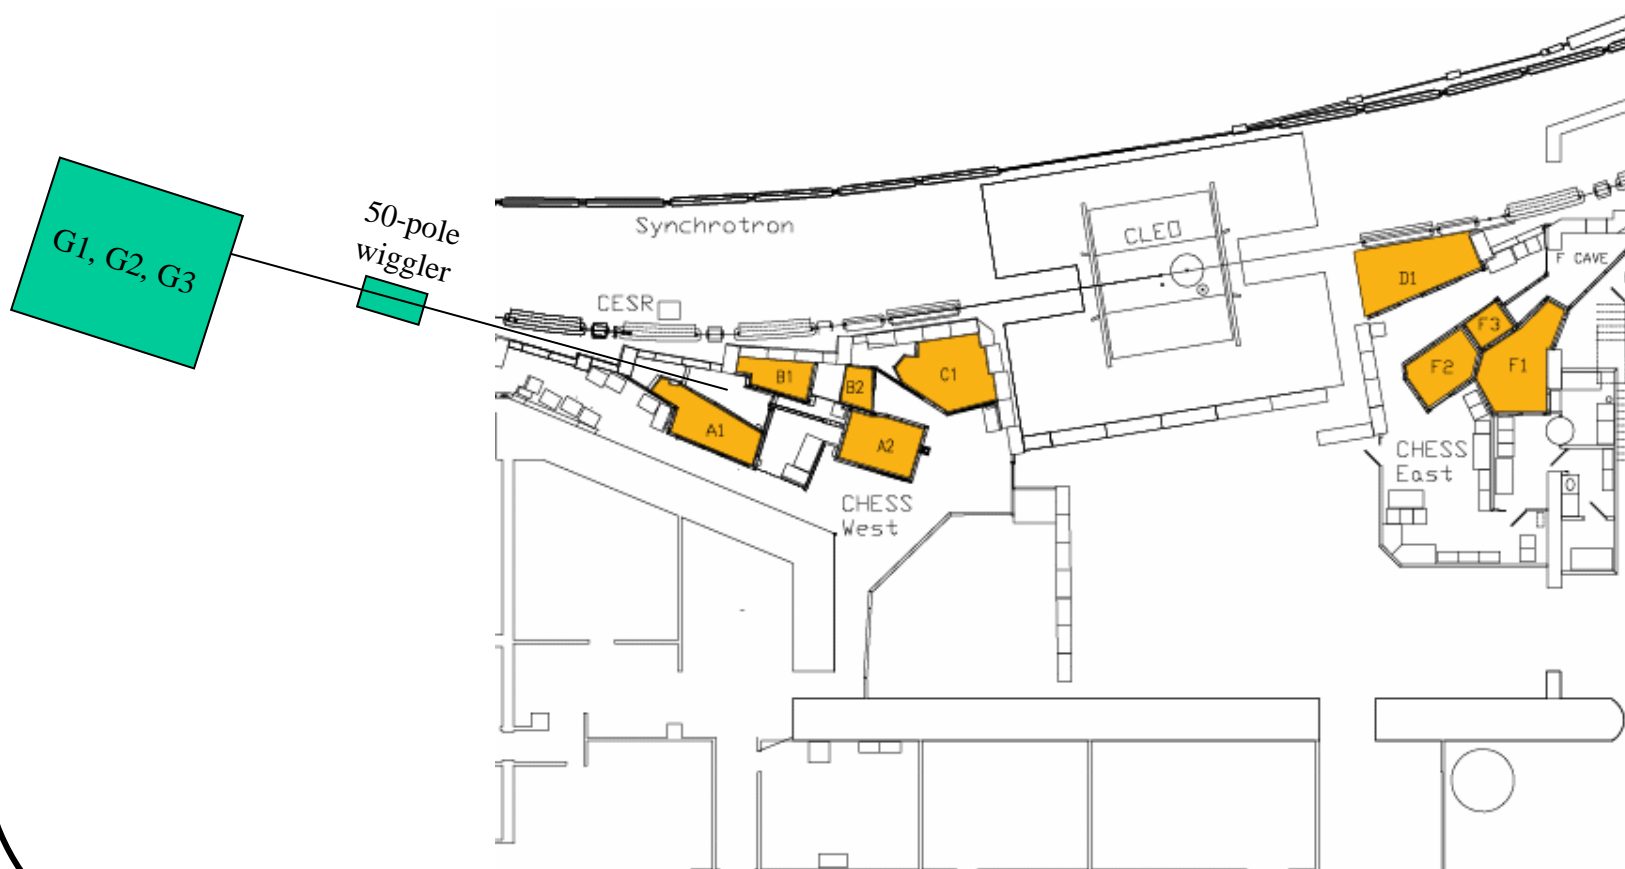 50-pole
wiggler
G1, G2, G3
Synchrotron
CLEO
CESR
D1
F CAVE
F3
F2
F1
B1
B2
C1
A1
A2
CHESS
West
CHESS
East